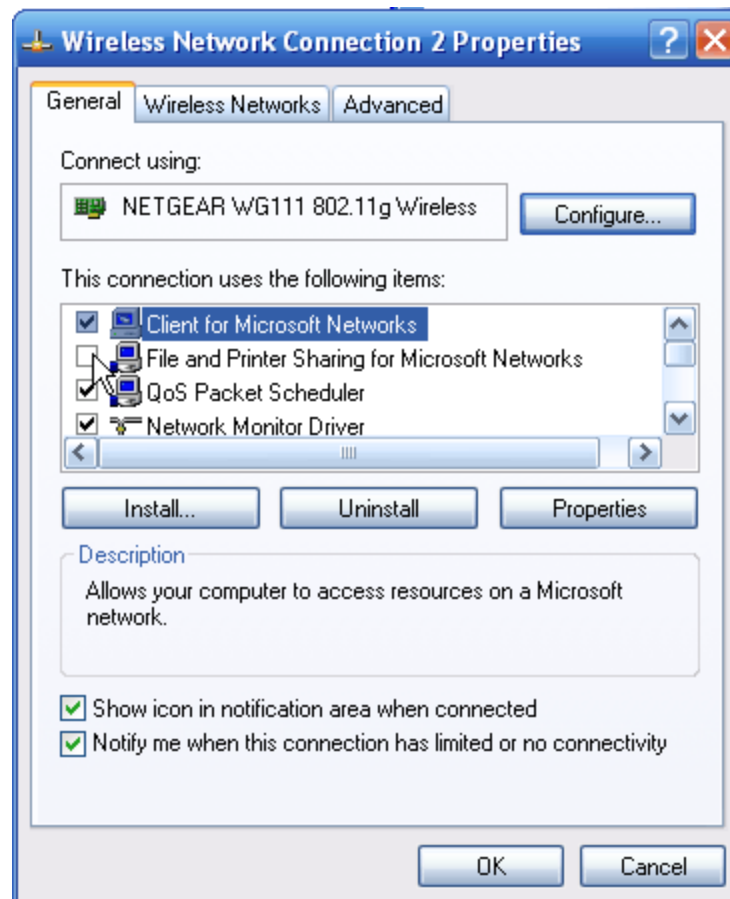 Wireless Network Connection 2 Properties
General Wireless Networks Advanced
Connect using:
NETGEAR WG111 802.11g Wireless Configure...
This connection uses the following items:
Client for Microsoft Networks
File and Printer Sharing for Microsoft Networks
QoS Packet Scheduler
Network Monitor Driver
Install... Uninstall Properties
Description
Allows your computer to access resources on a Microsoft
network.
Show icon in notification area when connected
Notify me when this connection has limited or no connectivity
OK Cancel